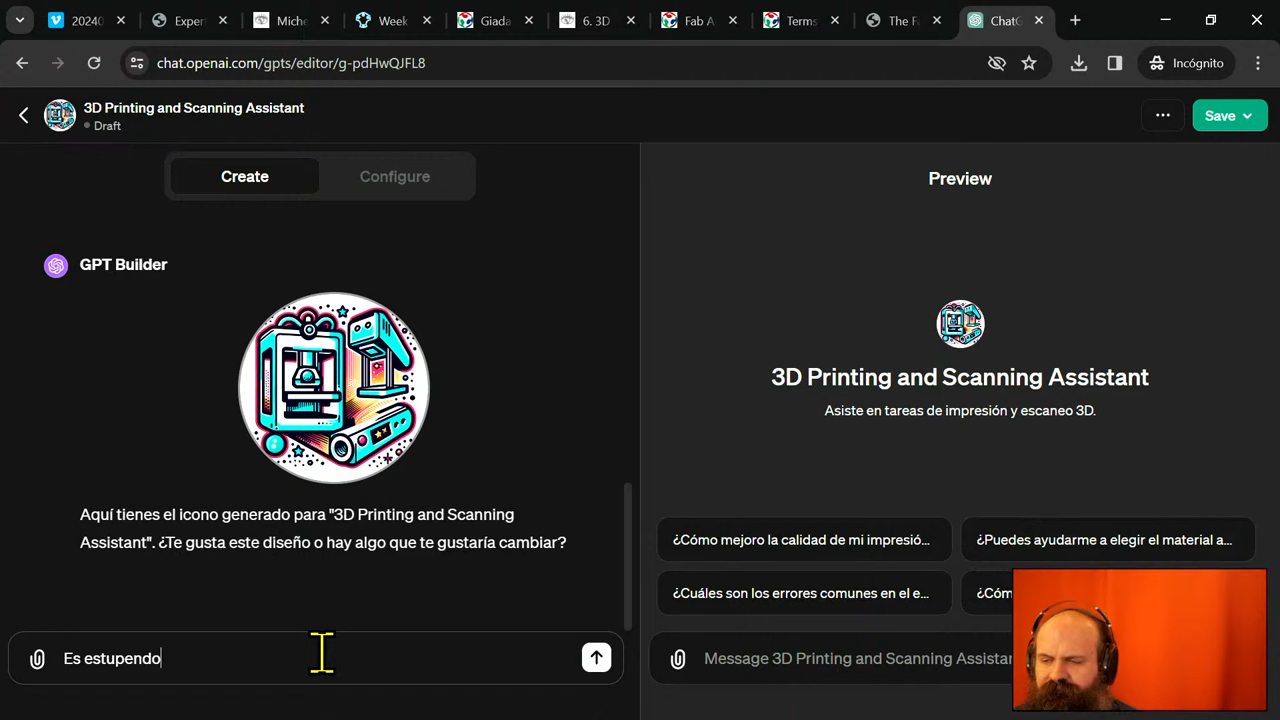 20240
Experi
Miche
Week
Giada
6. 3D
Fab A
Terms
The F
ChatG
chat.openai.com/gpts/editor/g-pdHwQJFL8
Incógnito
3D Printing and Scanning Assistant
Draft
Save
Create
Configure
Preview
GPT Builder
3D Printing and Scanning Assistant
Asiste en tareas de impresión y escaneo 3D.
Aquí tienes el icono generado para "3D Printing and Scanning
Assistant". ¿Te gusta este diseño o hay algo que te gustaría cambiar?
¿Cómo mejoro la calidad de mi impresió...
¿Puedes ayudarme a elegir el material a...
¿Cuáles son los errores comunes en el e...
¿Cóm
Es estupendo
Message 3D Printing and Scanning Assistan